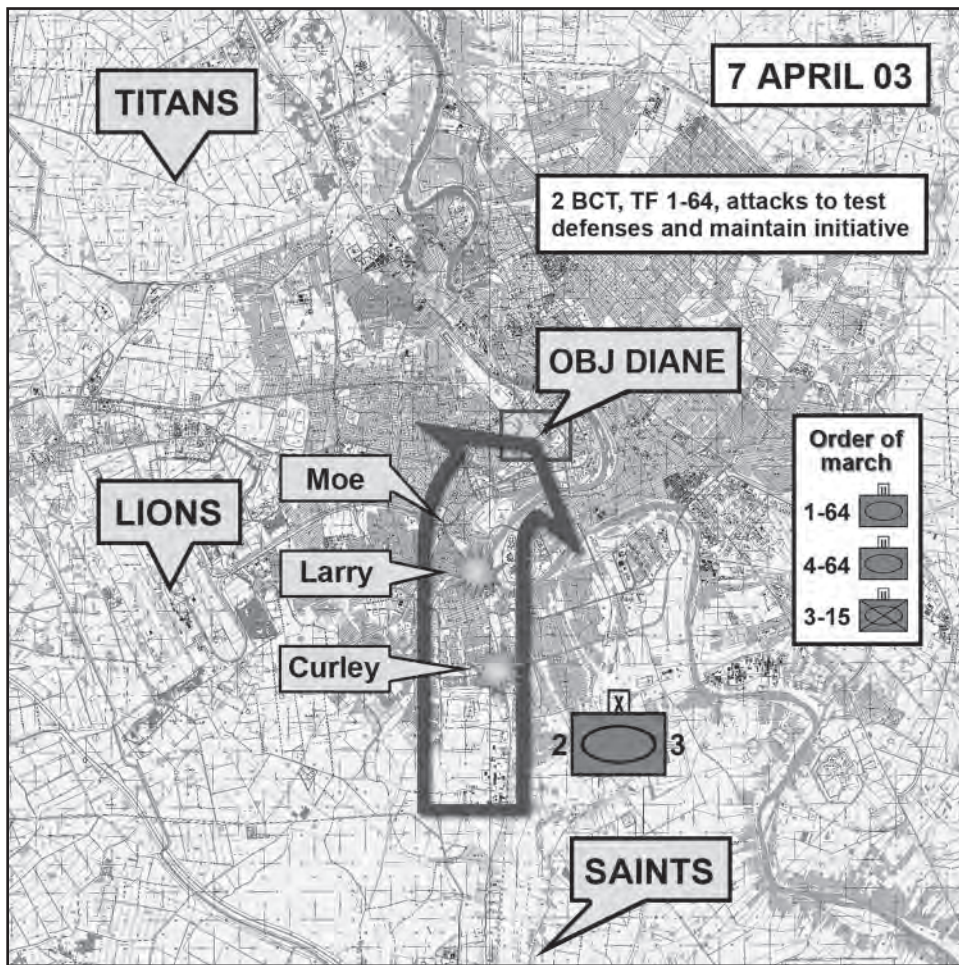 7 APRIL 03
TITANS
2 BCT, TF 1-64, attacks to test
defenses and maintain initiative
OBJ DIANE
Order of
march
1-64
4-64
3-15
Moe
LIONS
Larry
Curley
X
2 3
SAINTS